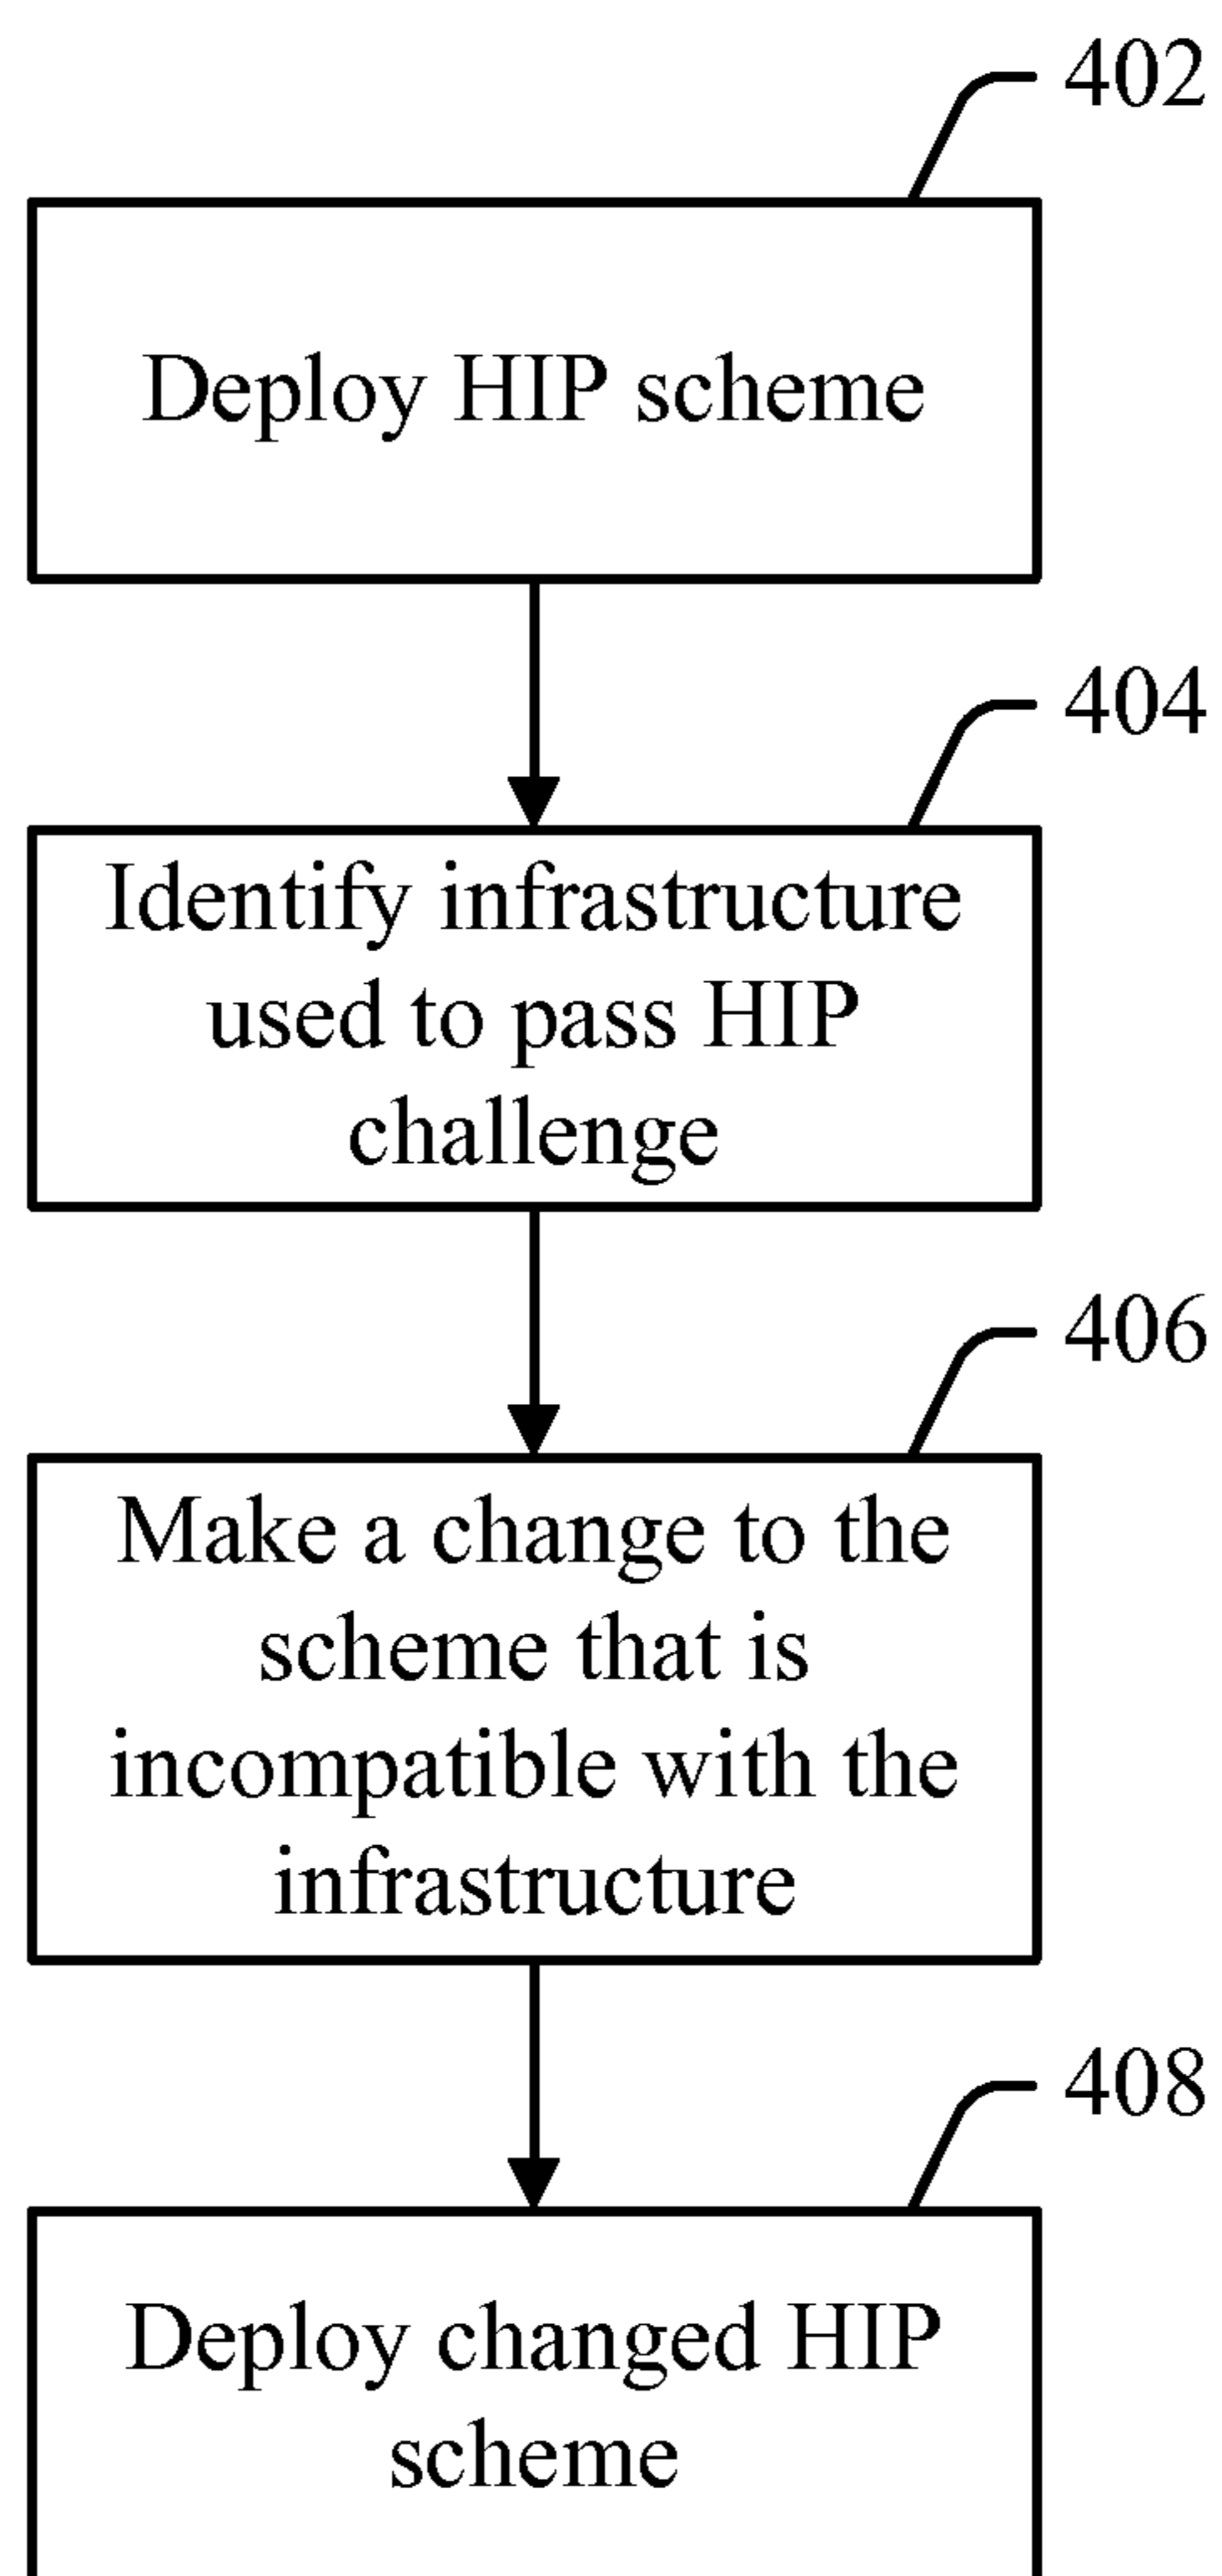 402
Deploy HIP scheme
404
Identify infrastructure
used to pass HIP
challenge
406
Make a change to the
scheme that is
incompatible with the
infrastructure
408
Deploy changed HIP
scheme